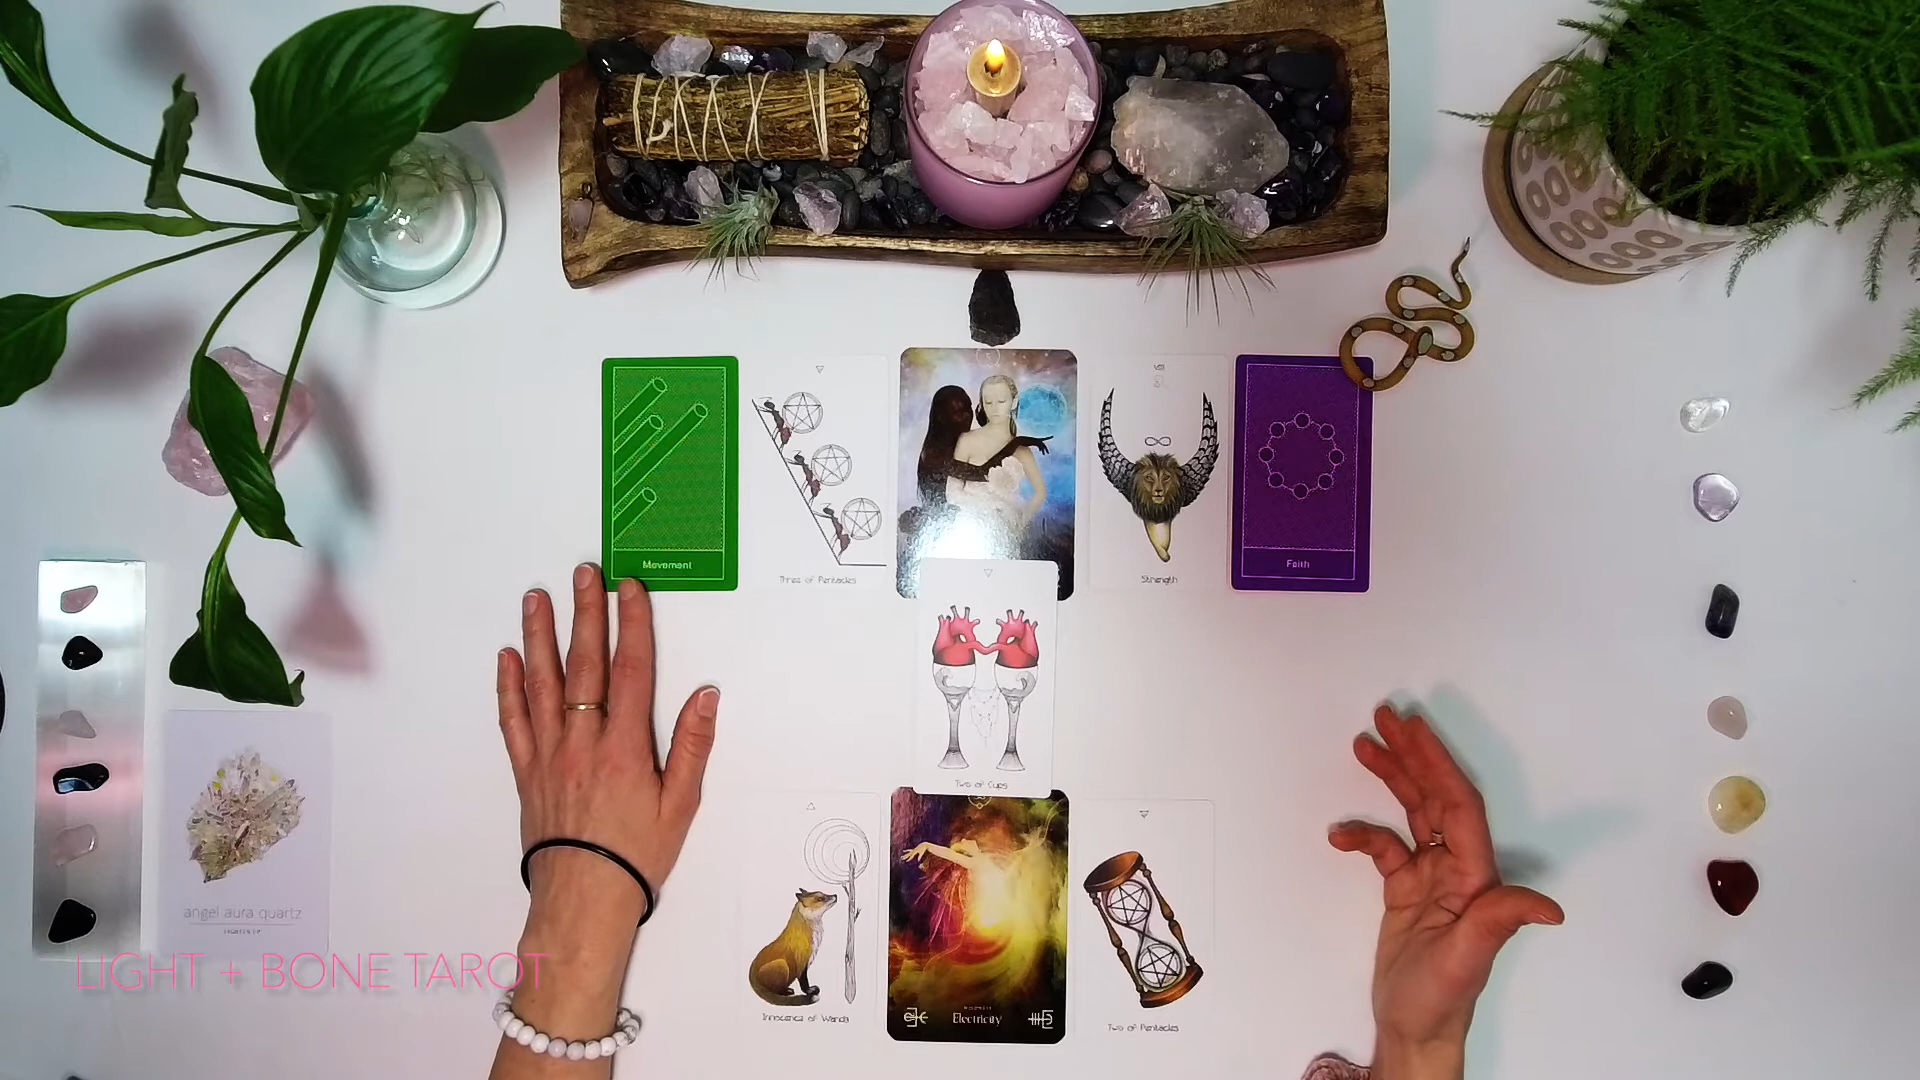 VIII
Movement
Three of Pentacles
Strength
Faith
Two of Cups
angel aura quartz
LIGHT + BONE TAROT
Innocence of Wands
Electricity
Two of Pentacles